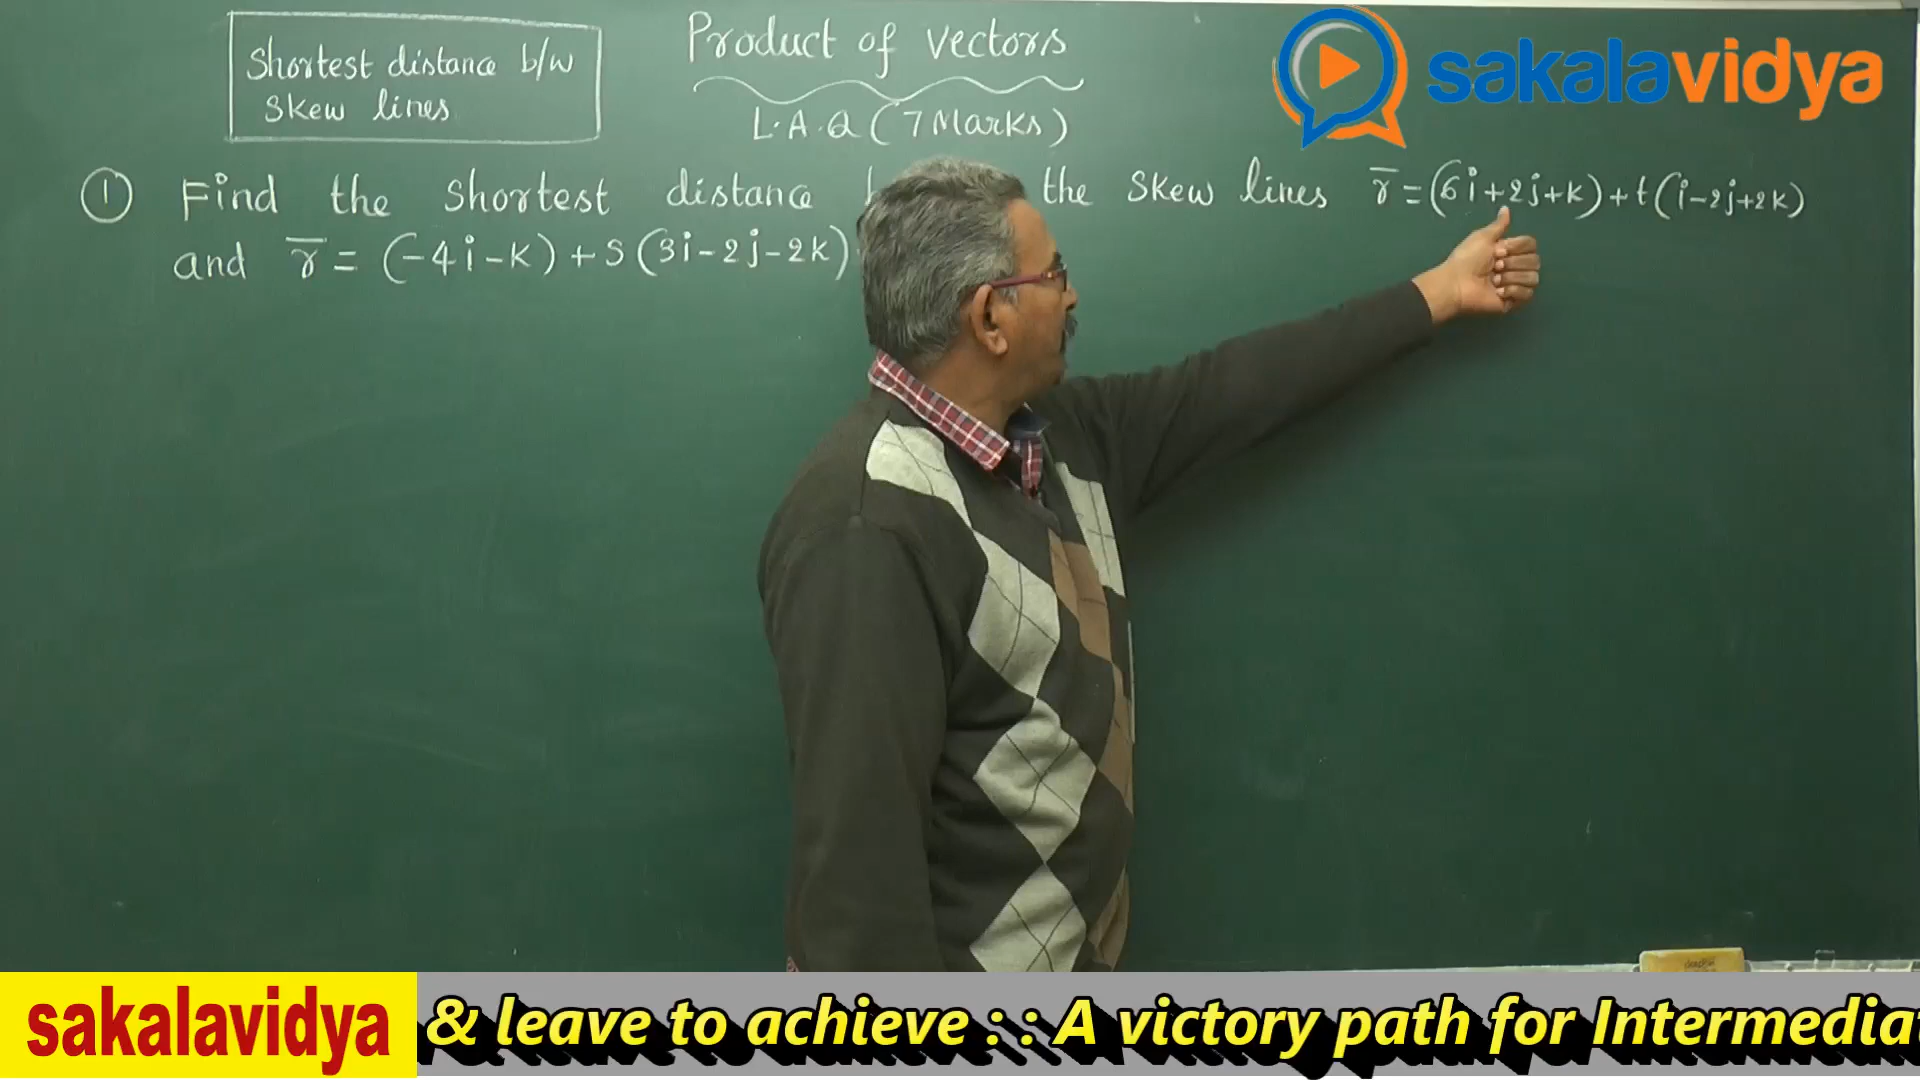 Shortest distance b/w
Skew lines
Product of vectors
L.A.Q (7 Marks)
sakalavidya
① Find the shortest distance the skew lines r̅ = (6i+2j+k)+t(i-2j+2k)
and r̅ = (-4i-k)+s(3i-2j-2k)
sakalavidya
& leave to achieve : : A victory path for Intermedia